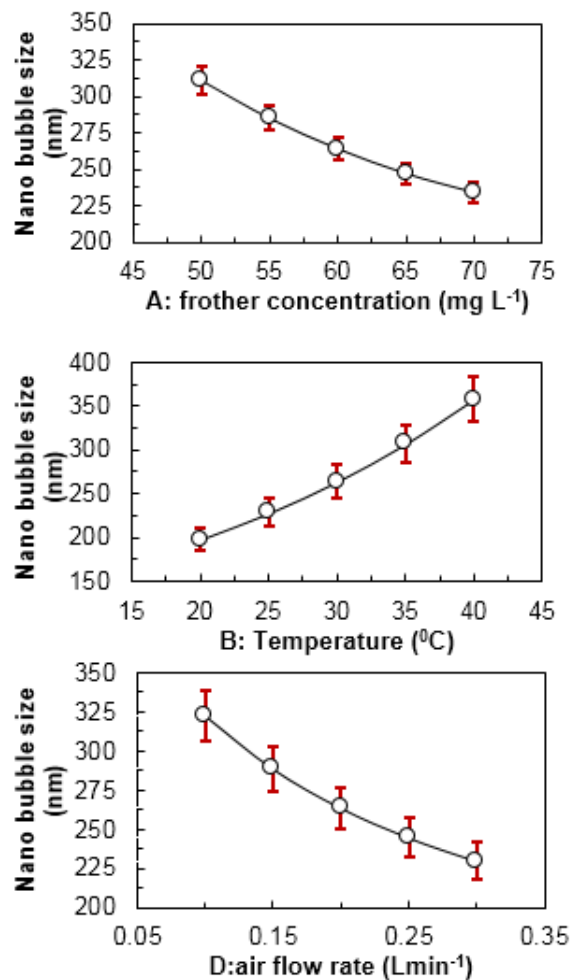 350
325
300
275
250
225
200
Nano bubble size
(nm)
45 50 55 60 65 70 75
A: frother concentration (mg L⁻¹)
400
350
300
250
200
150
Nano bubble size
(nm)
15 20 25 30 35 40 45
B: Temperature (⁰C)
350
325
300
275
250
225
200
Nano bubble size
(nm)
0.05 0.15 0.25 0.35
D:air flow rate (Lmin⁻¹)